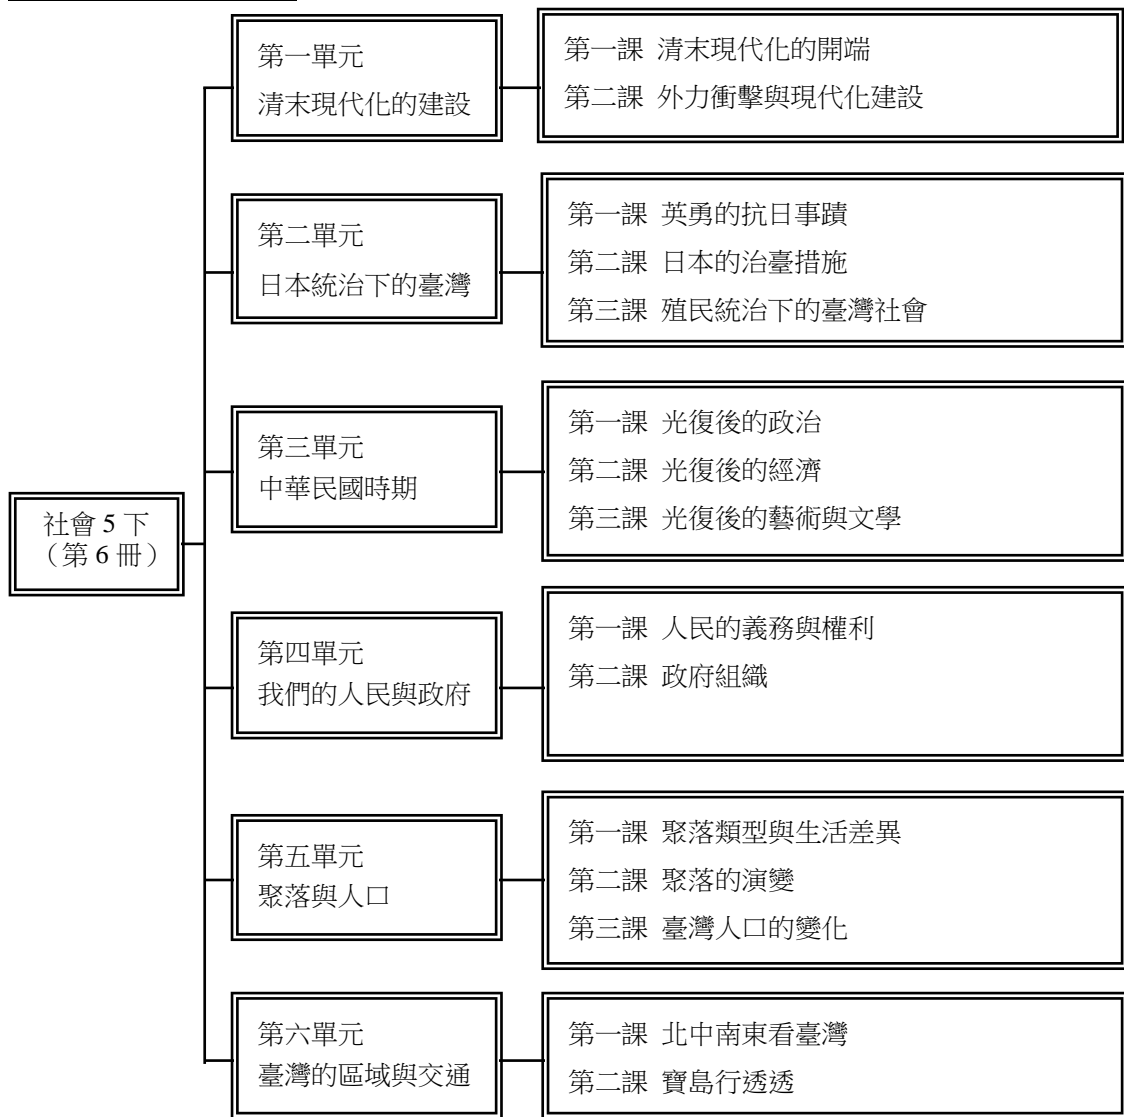 第一單元
清末現代化的建設
第一課 清末現代化的開端
第二課 外力衝擊與現代化建設
第二單元
日本統治下的臺灣
第一課 英勇的抗日事蹟
第二課 日本的治臺措施
第三課 殖民統治下的臺灣社會
第三單元
中華民國時期
第一課 光復後的政治
第二課 光復後的經濟
第三課 光復後的藝術與文學
社會 5 下
（第 6 冊）
第四單元
我們的人民與政府
第一課 人民的義務與權利
第二課 政府組織
第五單元
聚落與人口
第一課 聚落類型與生活差異
第二課 聚落的演變
第三課 臺灣人口的變化
第六單元
臺灣的區域與交通
第一課 北中南東看臺灣
第二課 寶島行透透